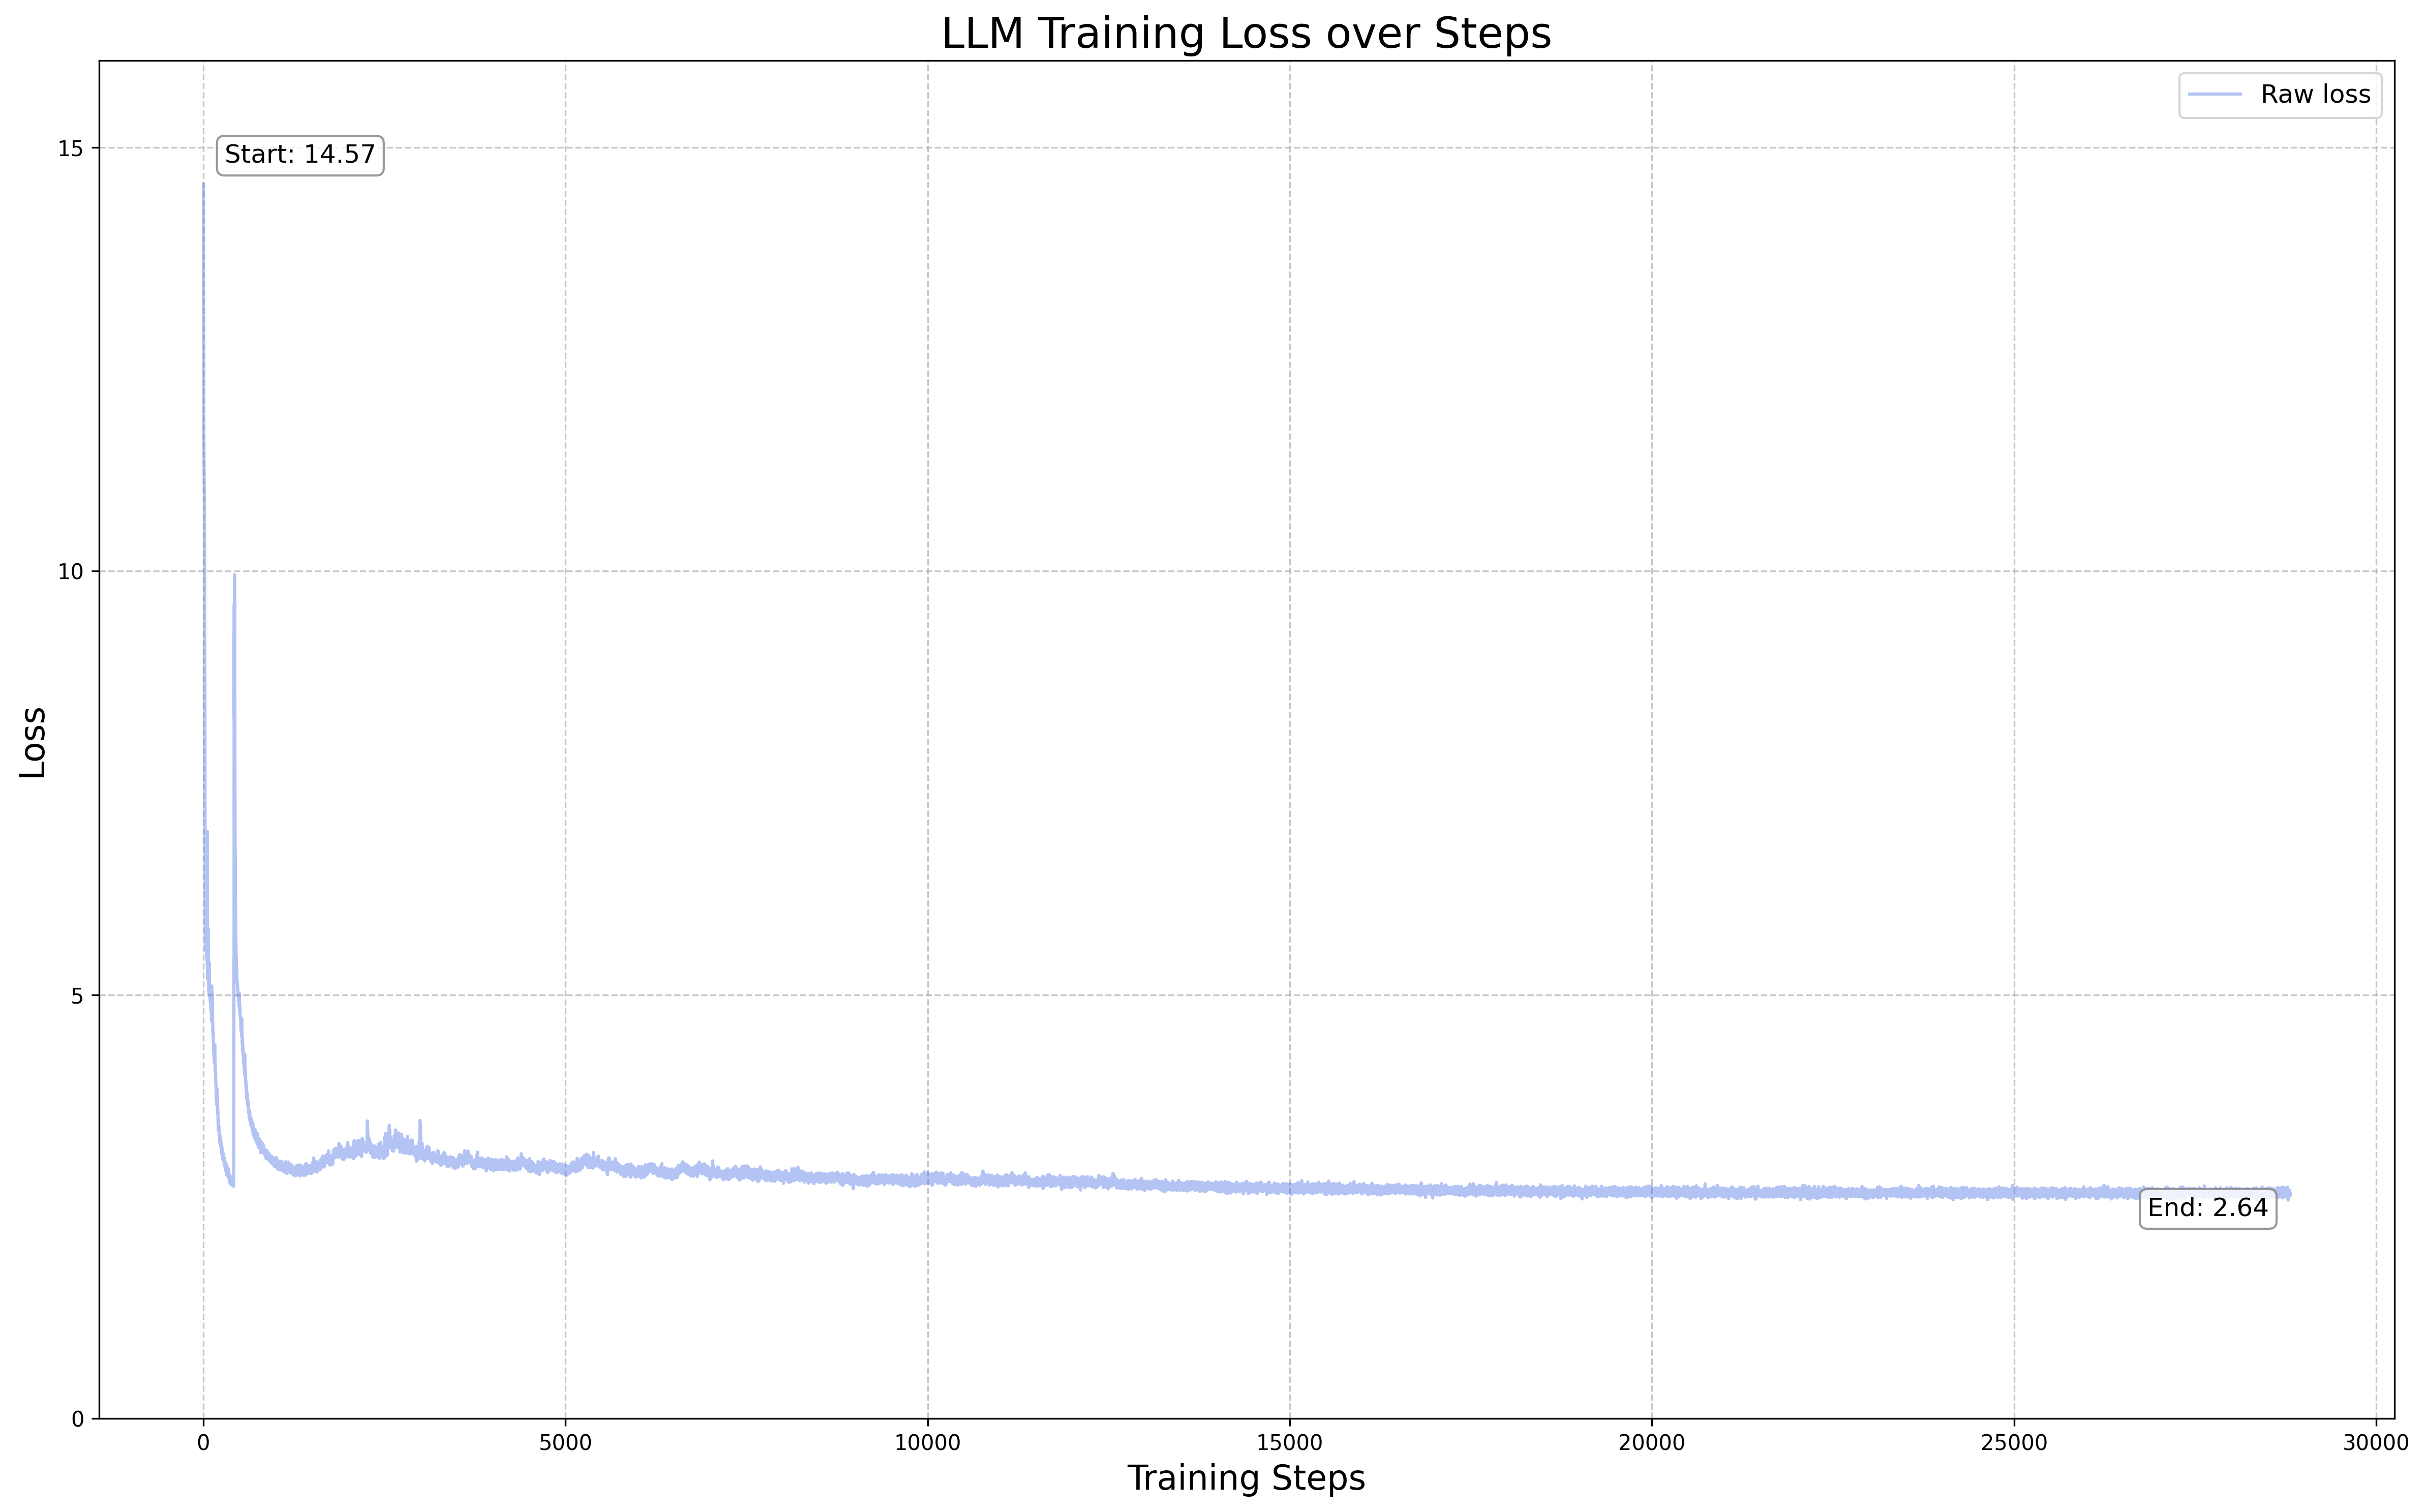 LLM Training Loss over Steps
Raw loss
15
Start: 14.57
10
Loss
5
End: 2.64
0
0 5000 10000 15000 20000 25000 30000
Training Steps